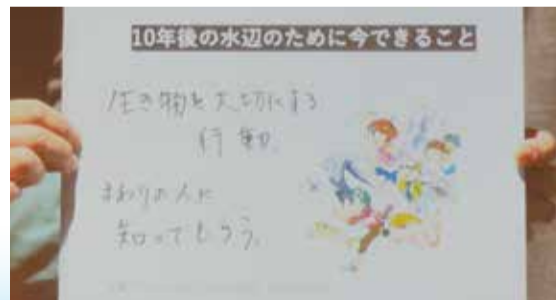 10年後の水辺のために今できること
生き物を大切にする
行動。
まわりの人に
知ってもらう。